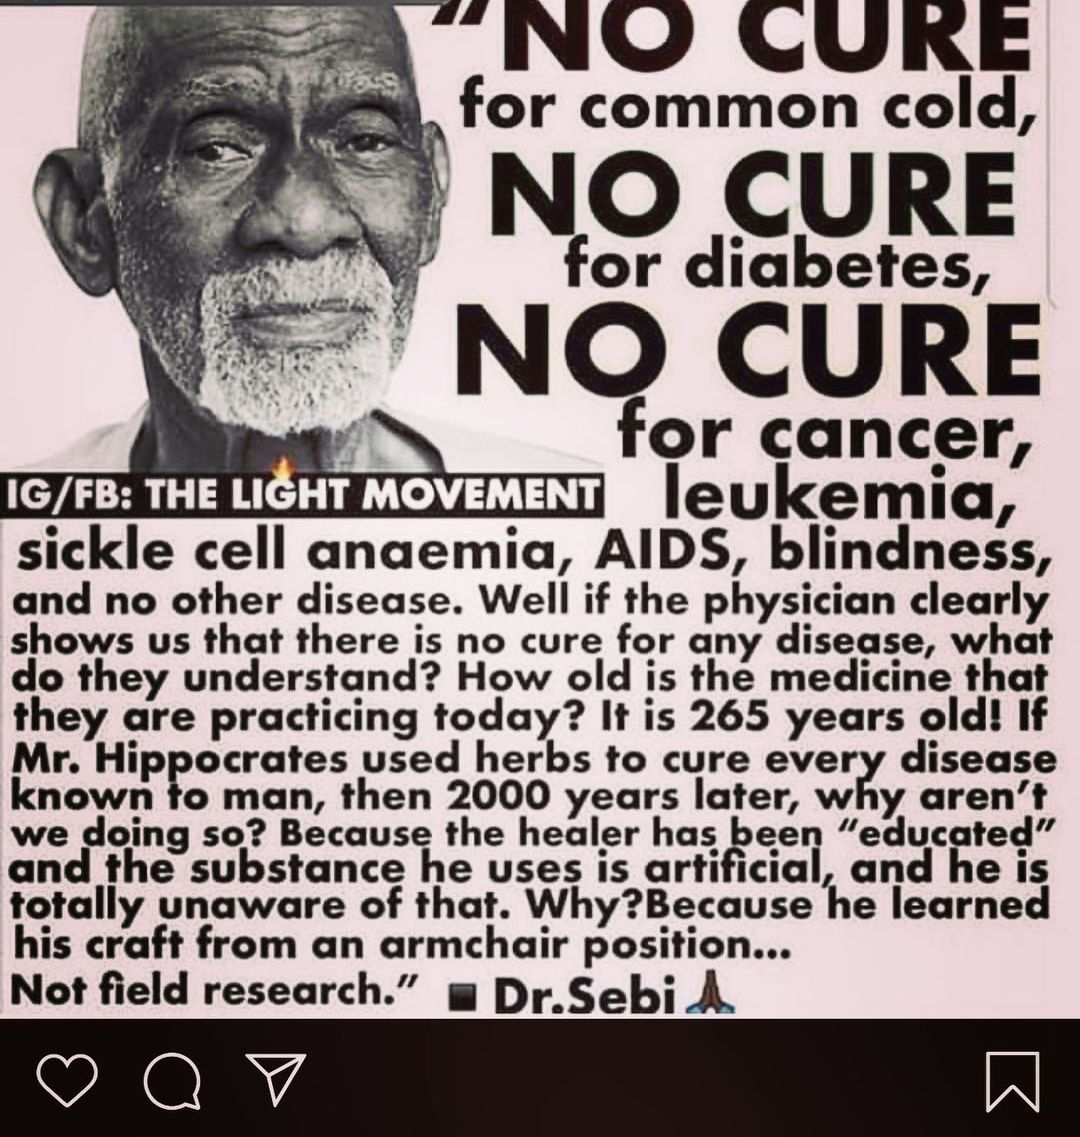 “NO CURE
for common cold,
NO CURE
for diabetes,
NO CURE
for cancer,
IG/FB: THE LIGHT MOVEMENT
leukemia,
sickle cell anaemia, AIDS, blindness,
and no other disease. Well if the physician clearly
shows us that there is no cure for any disease, what
do they understand? How old is the medicine that
they are practicing today? It is 265 years old! If
Mr. Hippocrates used herbs to cure every disease
known to man, then 2000 years later, why aren’t
we doing so? Because the healer has been “educated”
and the substance he uses is artificial, and he is
totally unaware of that. Why?Because he learned
his craft from an armchair position...
Not field research.” ▪ Dr.Sebi 🙏🏿